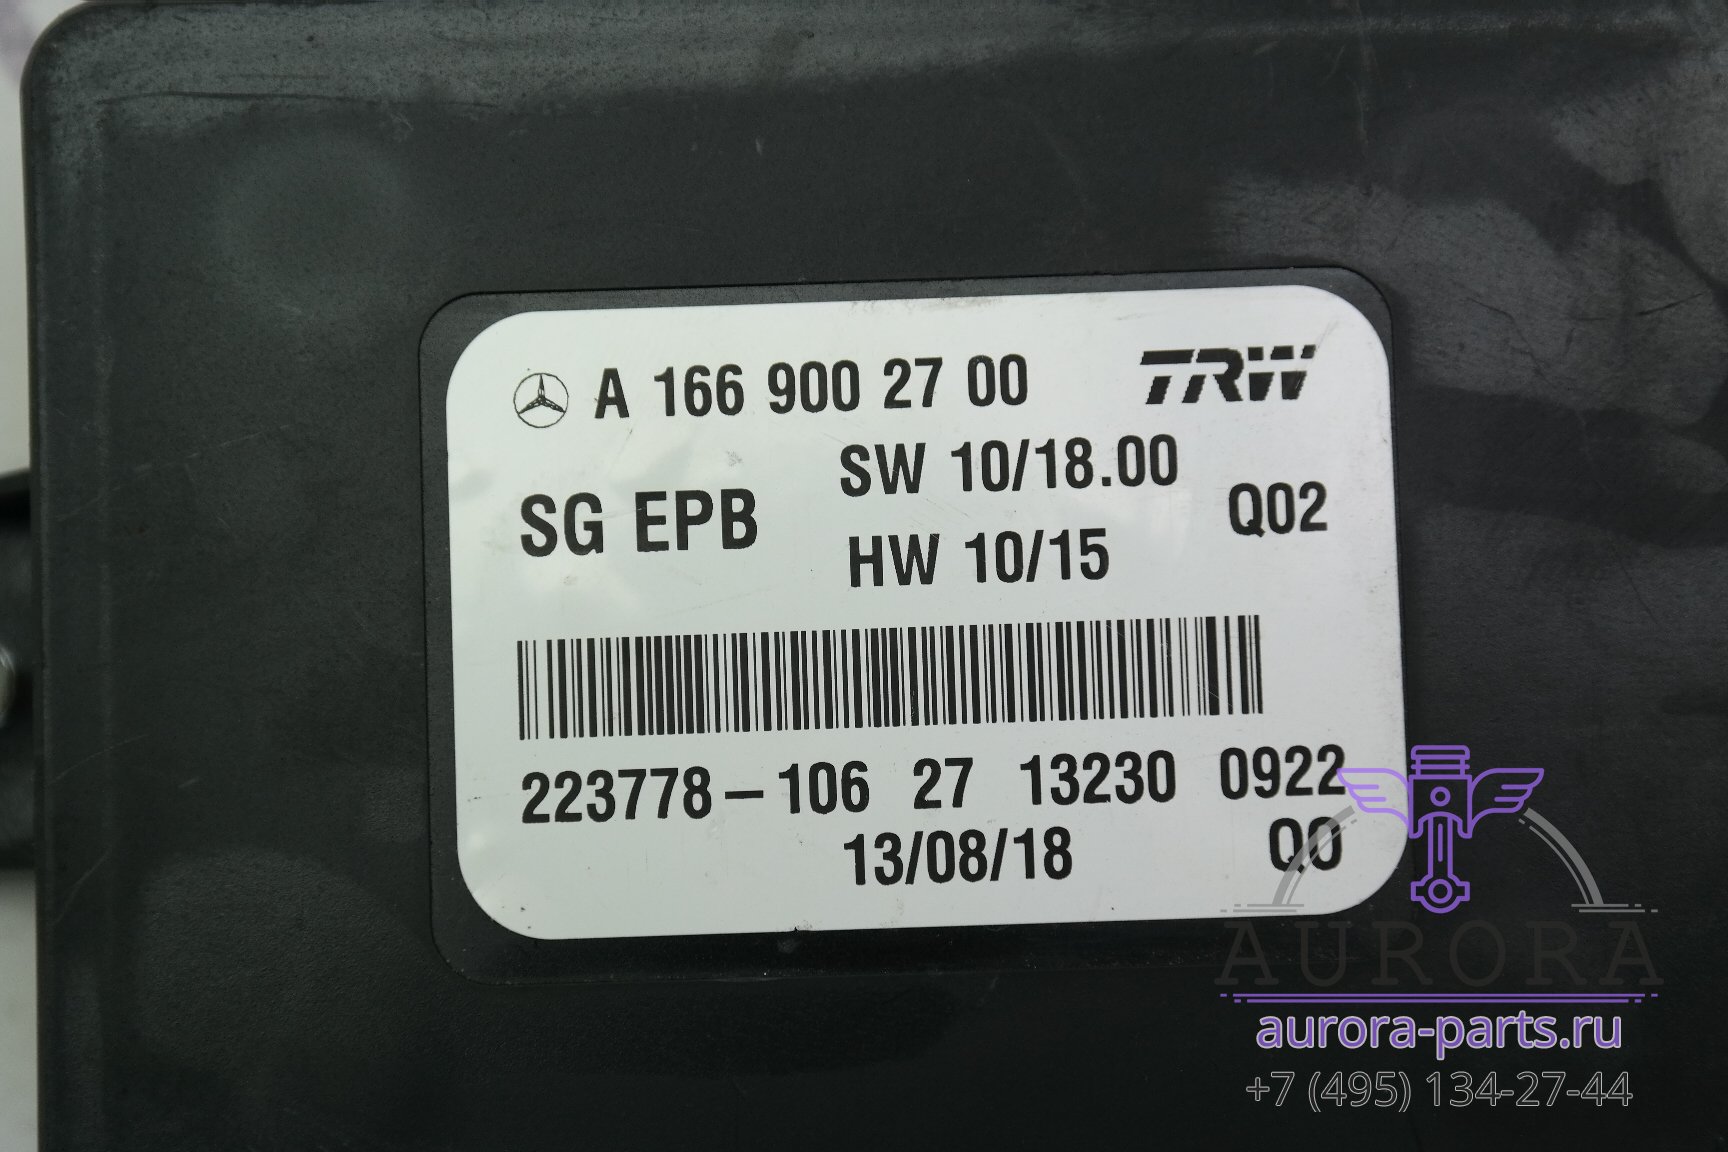 A 166 900 27 00 TRW
SW 10/18.00
SG EPB Q02
HW 10/15
223778-106 27 13230 0922
13/08/18 Q0
AURORA
aurora-parts.ru
+7 (495) 134-27-44